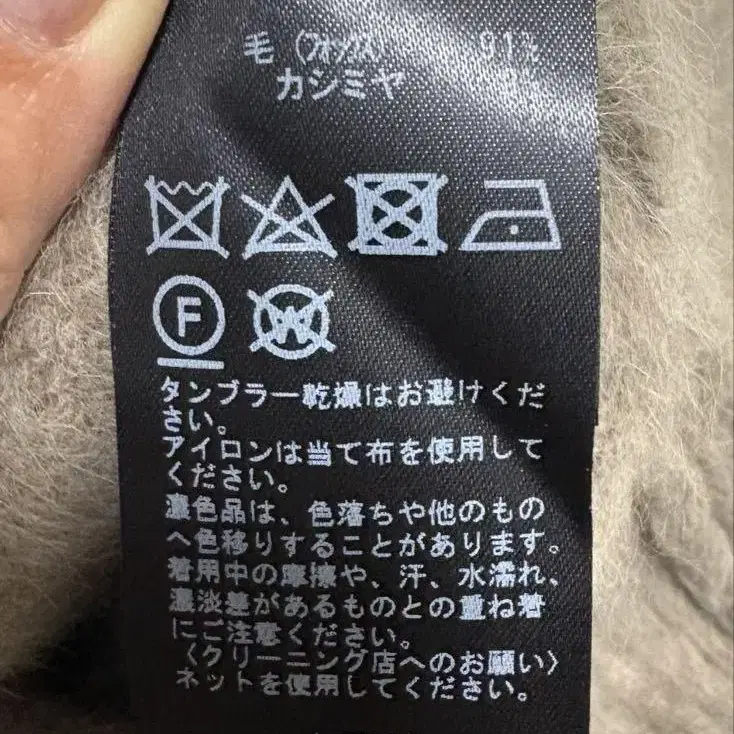 毛 (フォックス) 91%
カシミヤ
F W
タンブラー乾燥はお避けくだ
さい。
アイロンは当て布を使用して
ください。
濃色品は、色落ちや他のもの
へ色移りすることがあります。
着用中の摩擦や、汗、水濡れ、
濃淡差があるものとの重ね着
にご注意ください。
〈クリーニング店へのお願い〉
ネットを使用してください。